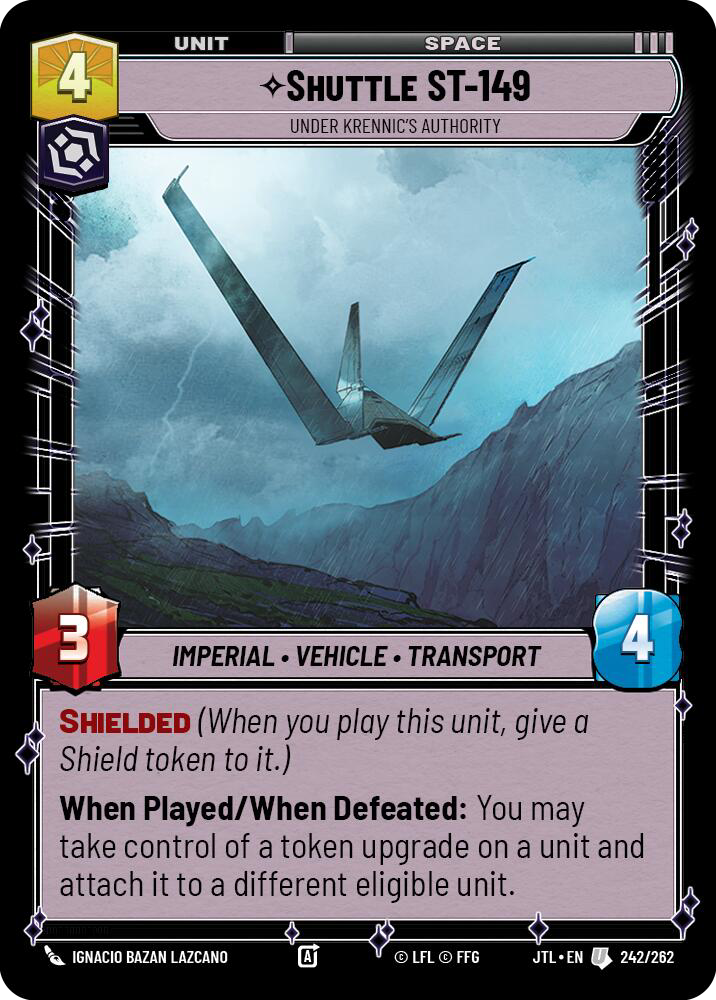 UNIT
SPACE
4
✧SHUTTLE ST-149
UNDER KRENNIC'S AUTHORITY
3
4
IMPERIAL • VEHICLE • TRANSPORT
SHIELDED (When you play this unit, give a
Shield token to it.)
When Played/When Defeated: You may
take control of a token upgrade on a unit and
attach it to a different eligible unit.
IGNACIO BAZAN LAZCANO
A
© LFL © FFG
JTL • EN
U
242/262